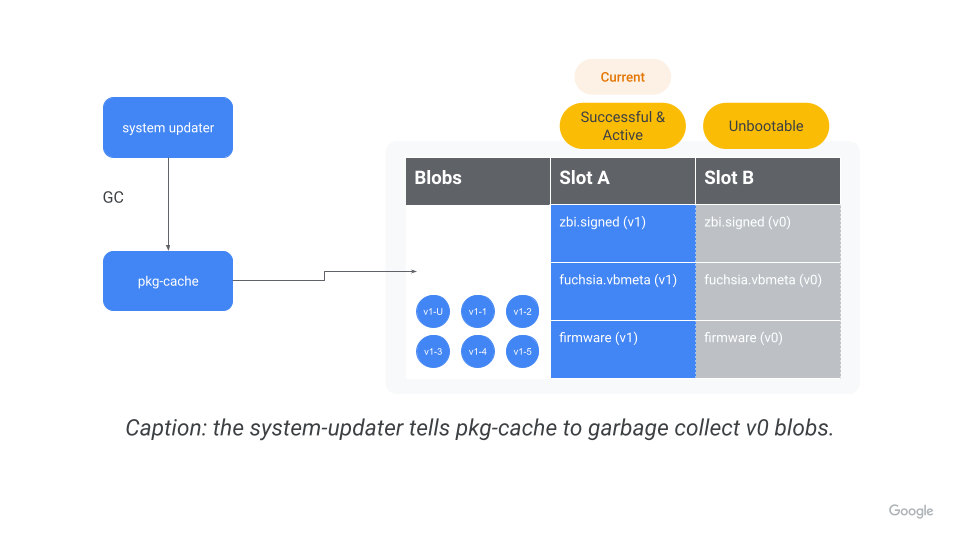 Current
Successful &
Active
Unbootable
system updater
GC
pkg-cache
Blobs
Slot A
Slot B
zbi.signed (v1)
zbi.signed (v0)
fuchsia.vbmeta (v1)
fuchsia.vbmeta (v0)
v1-U
v1-1
v1-2
firmware (v1)
firmware (v0)
v1-3
v1-4
v1-5
Caption: the system-updater tells pkg-cache to garbage collect v0 blobs.
Google